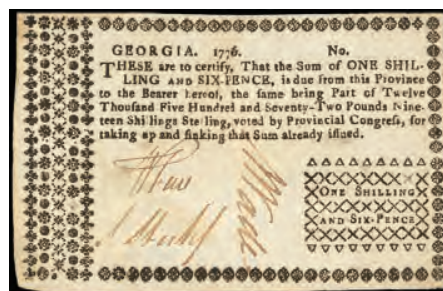 GEORGIA. 1776. No.
THESE are to certify, That the Sum of ONE SHIL-
LING AND SIX-PENCE, is due from this Province
to the Bearer hereof, the same being Part of Twelve
Thousand Five Hundred and Seventy-Two Pounds Nine-
teen Shillings Sterling, voted by Provincial Congress, for
taking up and sinking that Sum already issued.
ONE SHILLING
AND SIX-PENCE